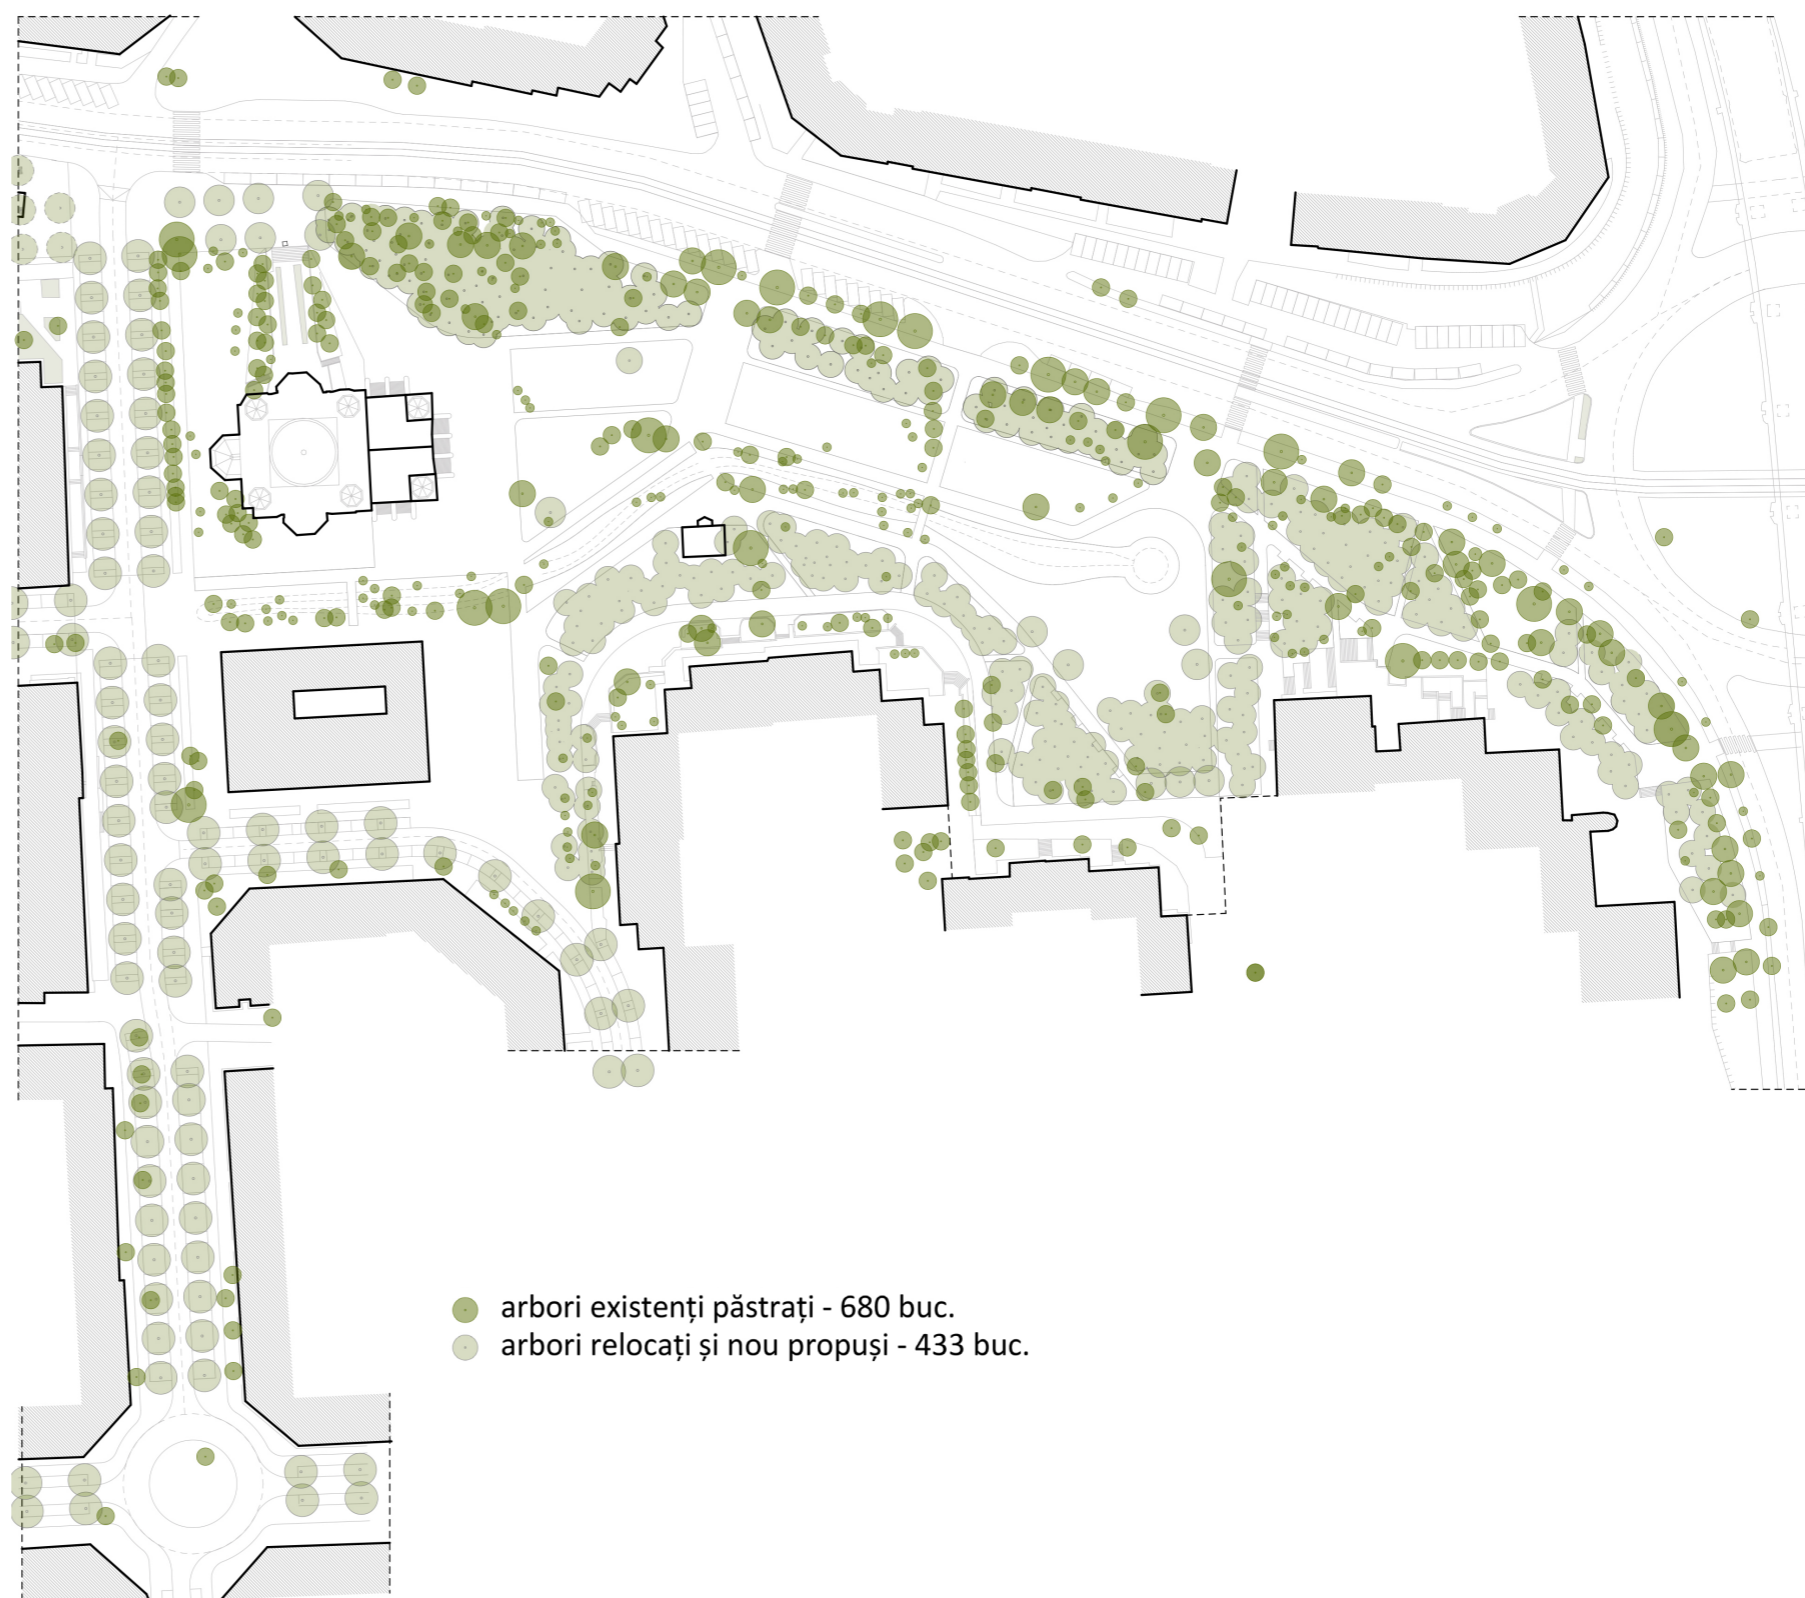 arbori existenți păstrați - 680 buc.
arbori relocați și nou propuși - 433 buc.